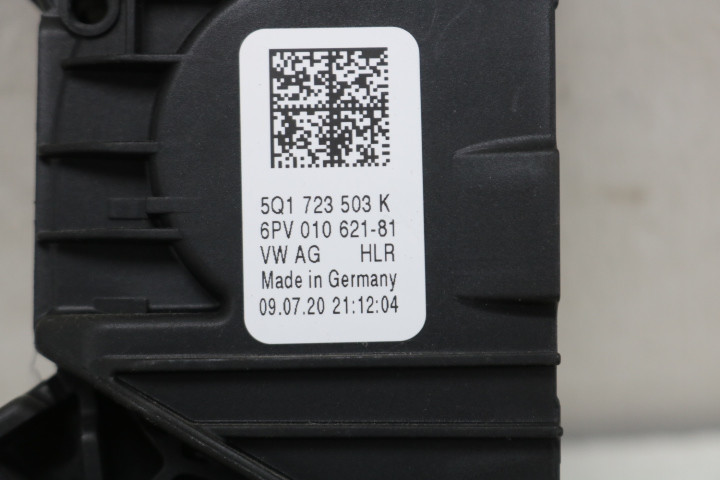 5Q1 723 503 K
6PV 010 621-81
VW AG HLR
Made in Germany
09.07.20 21:12:04